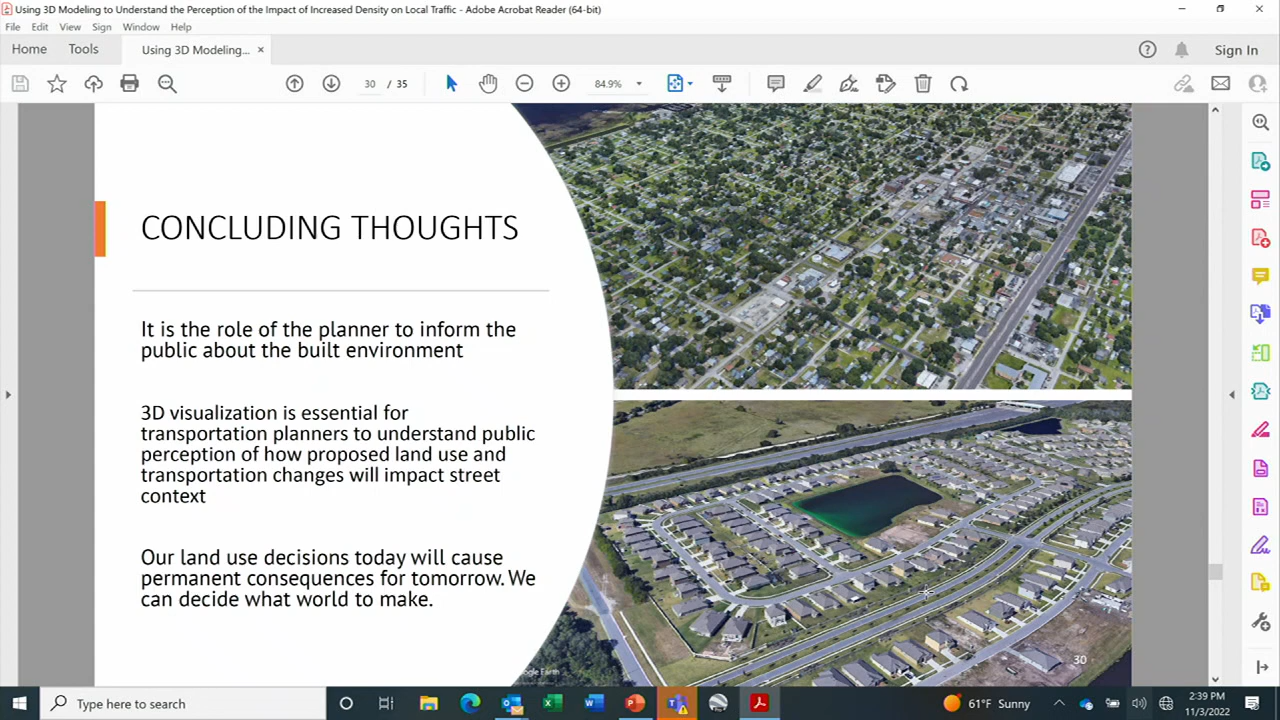 Using 3D Modeling to Understand the Perception of the Impact of Increased Density on Local Traffic - Adobe Acrobat Reader (64-bit)
File Edit View Sign Window Help
Home Tools Using 3D Modeling... × Sign In
30 / 35 84.9%
CONCLUDING THOUGHTS
It is the role of the planner to inform the
public about the built environment
3D visualization is essential for
transportation planners to understand public
perception of how proposed land use and
transportation changes will impact street
context
Our land use decisions today will cause
permanent consequences for tomorrow. We
can decide what world to make.
Google Earth
30
Type here to search 61°F Sunny 2:39 PM
11/3/2022